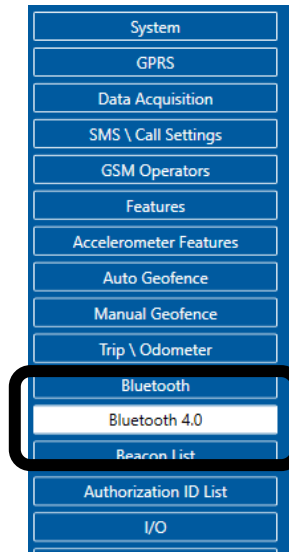 System
GPRS
Data Acquisition
SMS \ Call Settings
GSM Operators
Features
Accelerometer Features
Auto Geofence
Manual Geofence
Trip \ Odometer
Bluetooth
Bluetooth 4.0
Beacon List
Authorization ID List
I/O